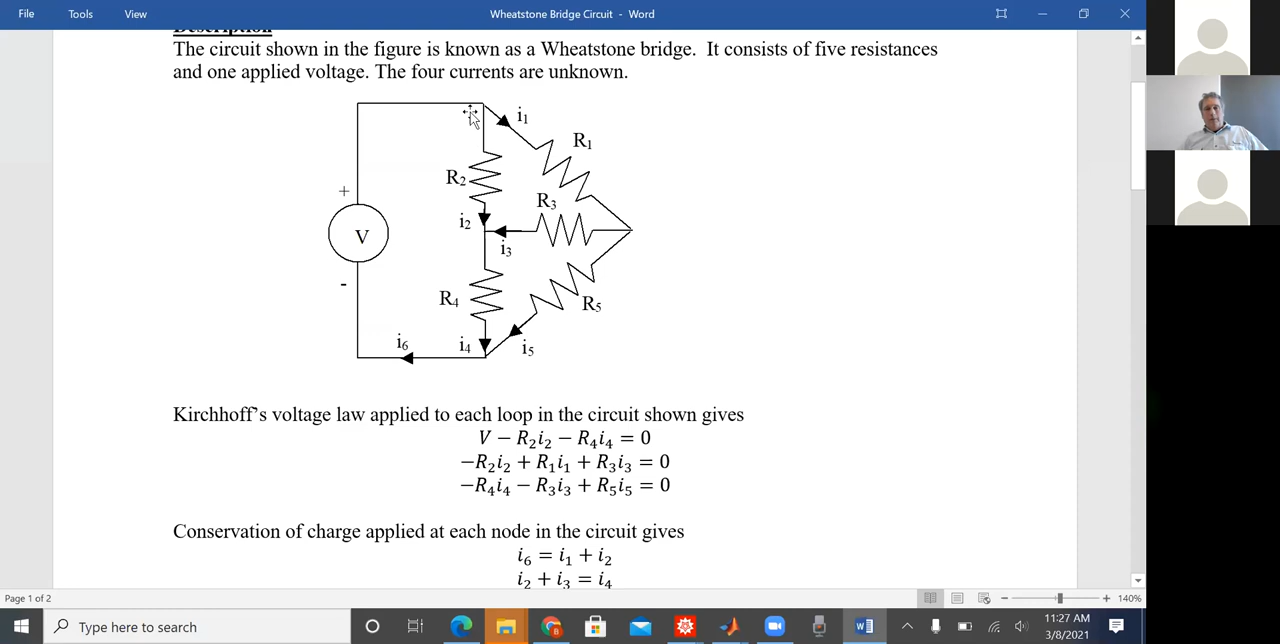 File Tools View Wheatstone Bridge Circuit - Word
Description
The circuit shown in the figure is known as a Wheatstone bridge. It consists of five resistances
and one applied voltage. The four currents are unknown.
i₁
R₁
R₂
+
R₃
i₂
V
i₃
-
R₄
R₅
i₆
i₄
i₅
Kirchhoff’s voltage law applied to each loop in the circuit shown gives
V − R₂i₂ − R₄i₄ = 0
−R₂i₂ + R₁i₁ + R₃i₃ = 0
−R₄i₄ − R₃i₃ + R₅i₅ = 0
Conservation of charge applied at each node in the circuit gives
i₆ = i₁ + i₂
i₂ + i₃ = i₄
Page 1 of 2
140%
Type here to search
11:27 AM
3/8/2021